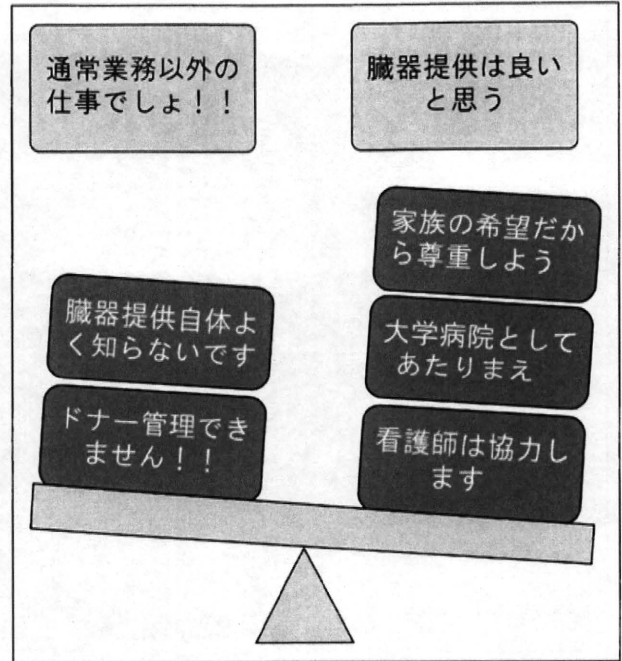 通常業務以外の
仕事でしょ！！
臓器提供は良い
と思う
家族の希望だか
ら尊重しよう
臓器提供自体よ
く知らないです
大学病院として
あたりまえ
ドナー管理でき
ません！！
看護師は協力し
ます